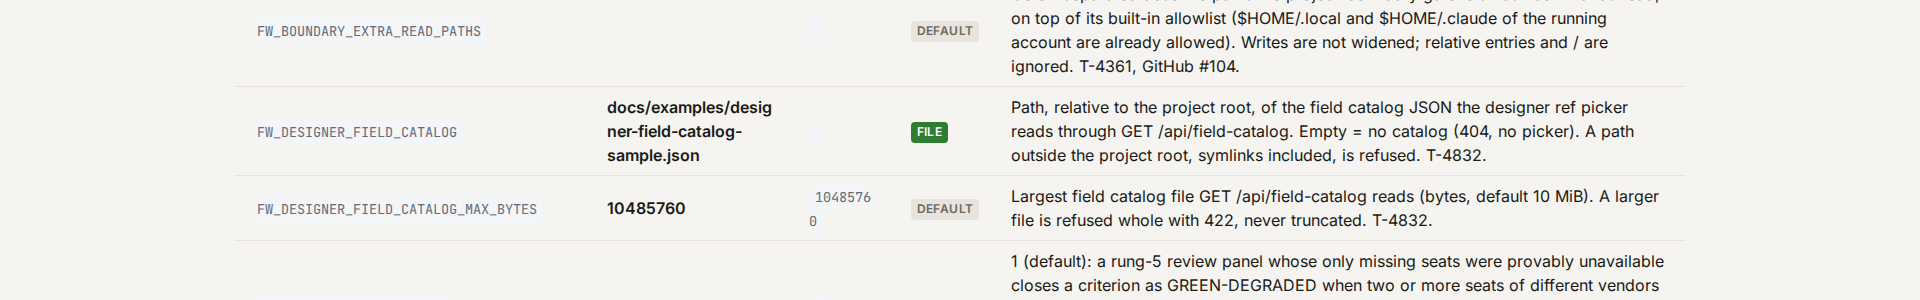 FW_BOUNDARY_EXTRA_READ_PATHS
DEFAULT
on top of its built-in allowlist ($HOME/.local and $HOME/.claude of the running
account are already allowed). Writes are not widened; relative entries and / are
ignored. T-4361, GitHub #104.
FW_DESIGNER_FIELD_CATALOG
docs/examples/desig
ner-field-catalog-
sample.json
FILE
Path, relative to the project root, of the field catalog JSON the designer ref picker
reads through GET /api/field-catalog. Empty = no catalog (404, no picker). A path
outside the project root, symlinks included, is refused. T-4832.
FW_DESIGNER_FIELD_CATALOG_MAX_BYTES
10485760
1048576
0
DEFAULT
Largest field catalog file GET /api/field-catalog reads (bytes, default 10 MiB). A larger
file is refused whole with 422, never truncated. T-4832.
1 (default): a rung-5 review panel whose only missing seats were provably unavailable
closes a criterion as GREEN-DEGRADED when two or more seats of different vendors